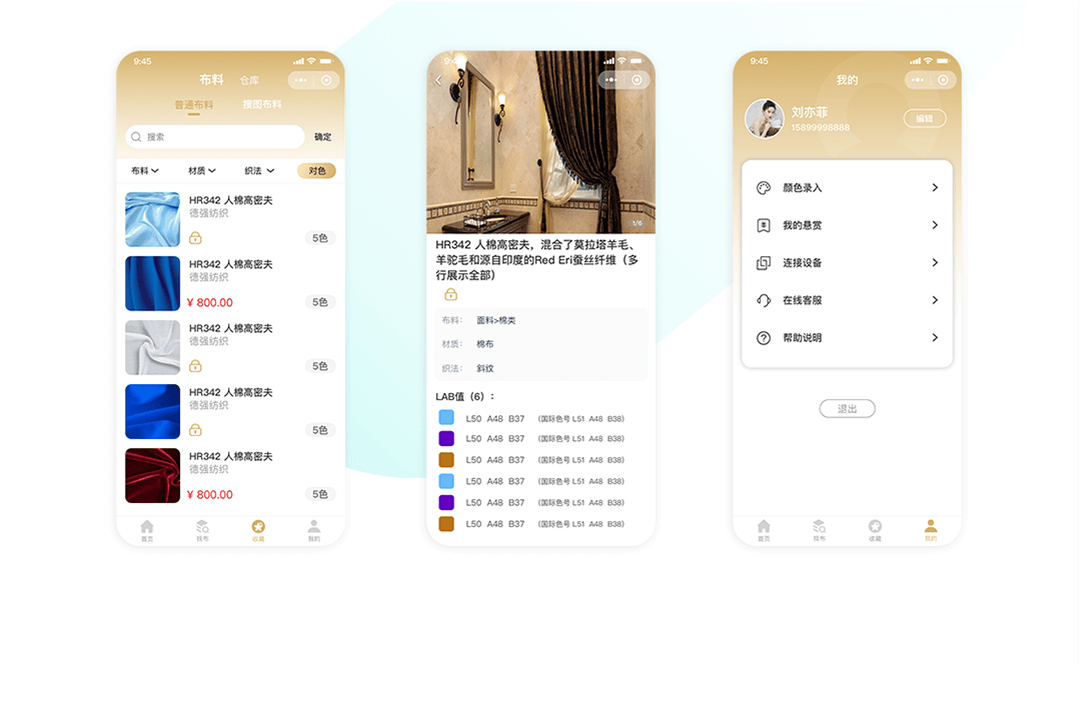 9:45
布料 仓库
普通布料 搜图布料
搜索 确定
布料 材质 织法 对色
HR342 人棉高密夫
德强纺织
5色
HR342 人棉高密夫
德强纺织
¥ 800.00 5色
HR342 人棉高密夫
德强纺织
5色
HR342 人棉高密夫
德强纺织
5色
HR342 人棉高密夫
德强纺织
¥ 800.00 5色
首页 找布 收藏 我的
9:45
1/6
HR342 人棉高密夫，混合了莫拉塔羊毛、
羊驼毛和源自印度的Red Eri蚕丝纤维（多
行展示全部）
布料： 面料>棉类
材质： 棉布
织法： 斜纹
LAB值（6）：
L50 A48 B37 （国际色号 L51 A48 B38）
L50 A48 B37 （国际色号 L51 A48 B38）
L50 A48 B37 （国际色号 L51 A48 B38）
L50 A48 B37 （国际色号 L51 A48 B38）
L50 A48 B37 （国际色号 L51 A48 B38）
L50 A48 B37 （国际色号 L51 A48 B38）
9:45
我的
刘亦菲
15899998888
编辑
颜色录入
我的悬赏
连接设备
在线客服
帮助说明
退出
首页 找布 收藏 我的